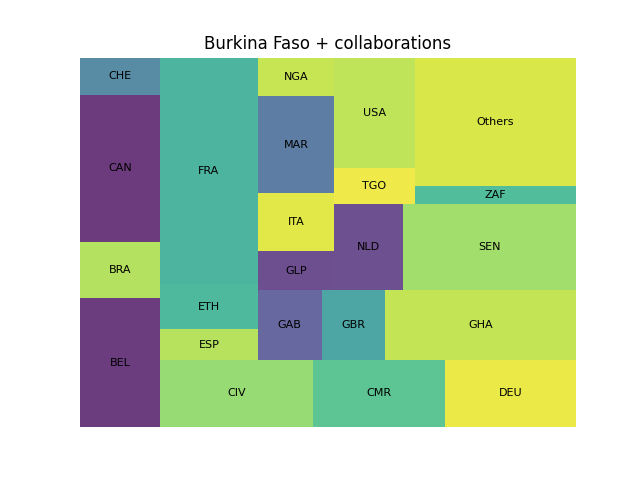 Burkina Faso + collaborations
CHE
NGA
USA
Others
MAR
CAN
FRA
TGO
ZAF
ITA
NLD
SEN
BRA
GLP
ETH
GAB
GBR
GHA
ESP
BEL
CIV
CMR
DEU